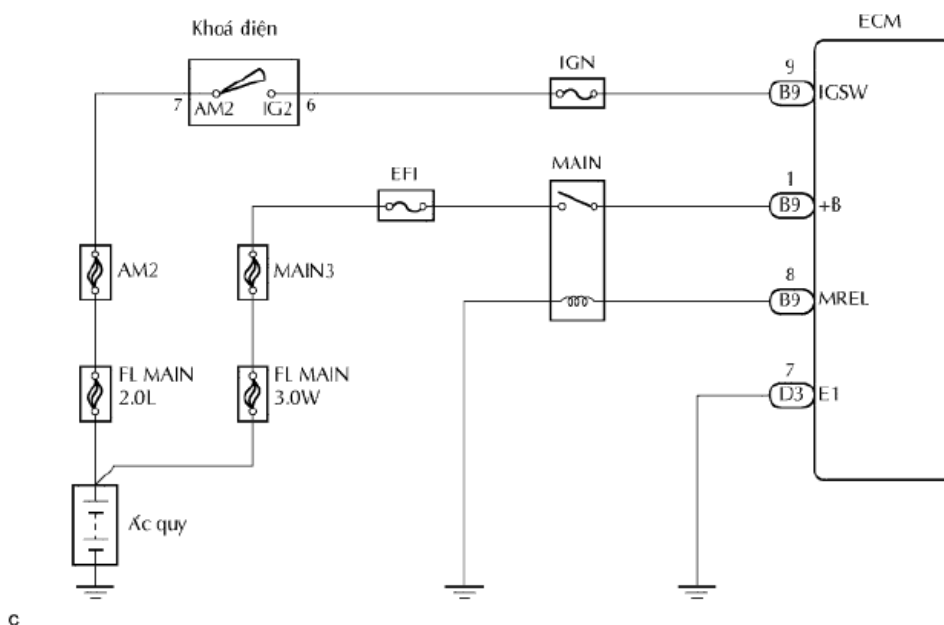 ECM
Khoá điện
IGN
9
7 AM2 IG2 6
B9 IGSW
EFI
MAIN
1
B9 +B
AM2
MAIN3
8
B9 MREL
FL MAIN
2.0L
FL MAIN
3.0W
7
D3 E1
Ắc quy
c